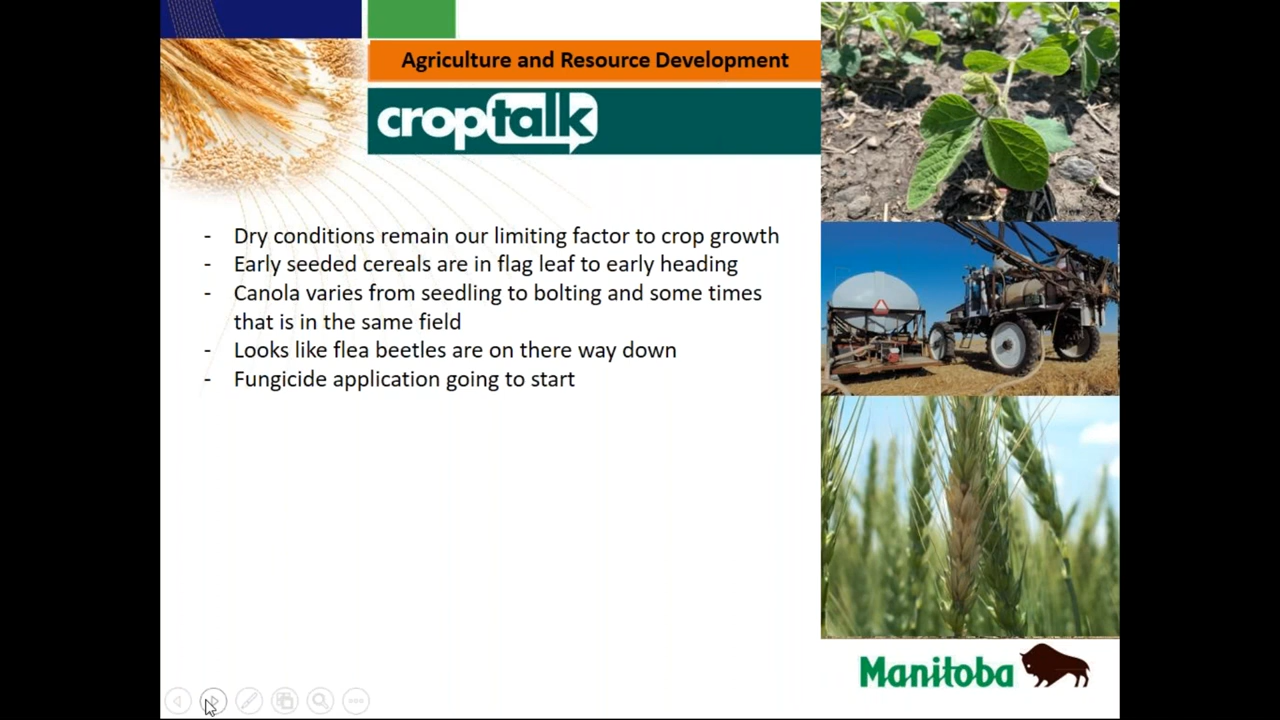 Agriculture and Resource Development
croptalk
- Dry conditions remain our limiting factor to crop growth
- Early seeded cereals are in flag leaf to early heading
- Canola varies from seedling to bolting and some times
that is in the same field
- Looks like flea beetles are on there way down
- Fungicide application going to start
Manitoba